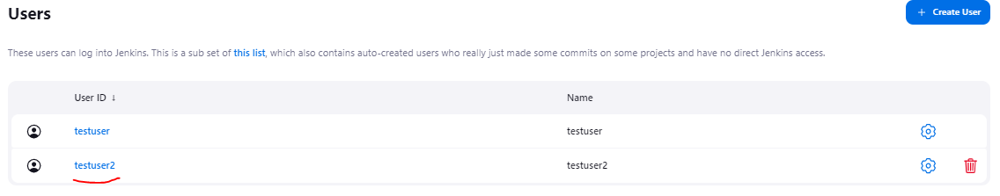 Users
+ Create User
These users can log into Jenkins. This is a sub set of this list, which also contains auto-created users who really just made some commits on some projects and have no direct Jenkins access.
User ID ↓ Name
testuser testuser
testuser2 testuser2